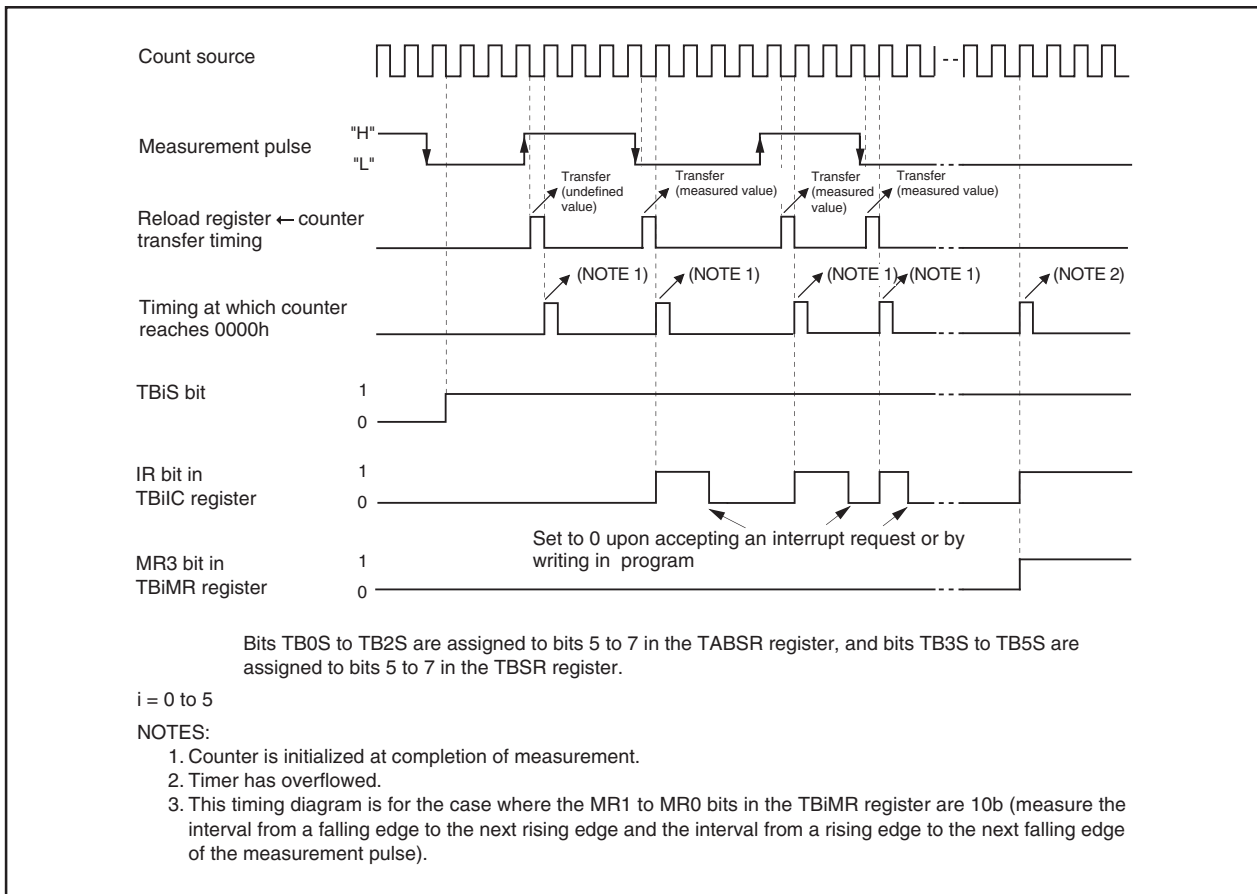 Count source
Measurement pulse
"H"
"L"
Transfer
(undefined
value)
Transfer
(measured value)
Transfer
(measured
value)
Transfer
(measured value)
Reload register ← counter
transfer timing
(NOTE 1)
(NOTE 1)
(NOTE 1)
(NOTE 1)
(NOTE 2)
Timing at which counter
reaches 0000h
TBiS bit
1
0
IR bit in
TBiIC register
1
0
Set to 0 upon accepting an interrupt request or by
writing in program
MR3 bit in
TBiMR register
1
0
Bits TB0S to TB2S are assigned to bits 5 to 7 in the TABSR register, and bits TB3S to TB5S are
assigned to bits 5 to 7 in the TBSR register.
i = 0 to 5
NOTES:
1. Counter is initialized at completion of measurement.
2. Timer has overflowed.
3. This timing diagram is for the case where the MR1 to MR0 bits in the TBiMR register are 10b (measure the
interval from a falling edge to the next rising edge and the interval from a rising edge to the next falling edge
of the measurement pulse).